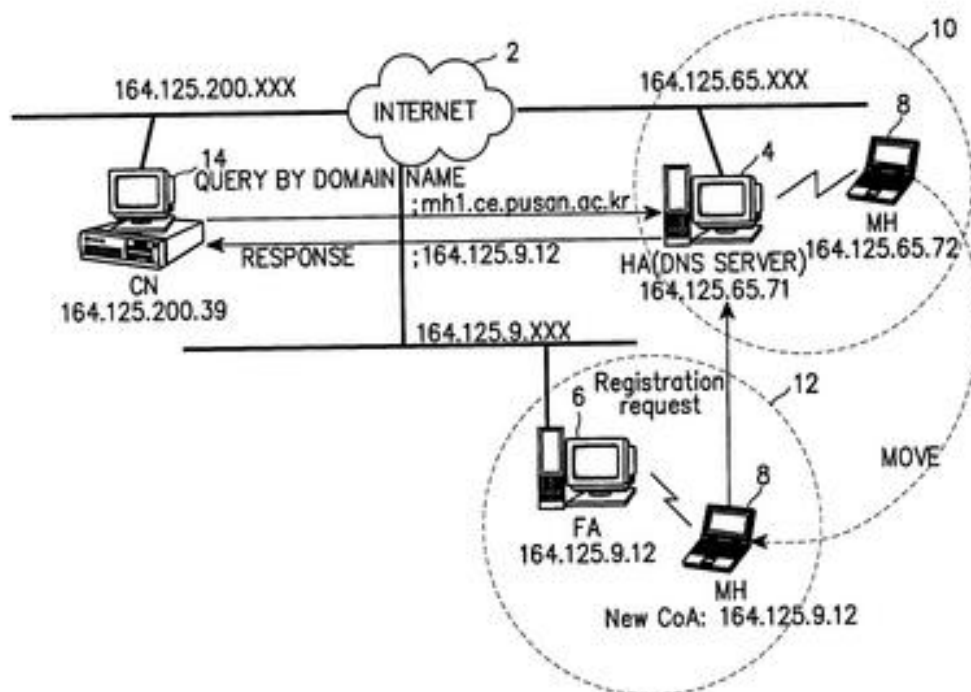 10
2
164.125.200.XXX
164.125.65.XXX
INTERNET
8
14
4
QUERY BY DOMAIN NAME
;mh1.ce.pusan.ac.kr
RESPONSE
;164.125.9.12
MH
164.125.65.72
HA(DNS SERVER)
164.125.65.71
CN
164.125.200.39
164.125.9.XXX
12
Registration
request
6
MOVE
8
FA
164.125.9.12
MH
New CoA: 164.125.9.12